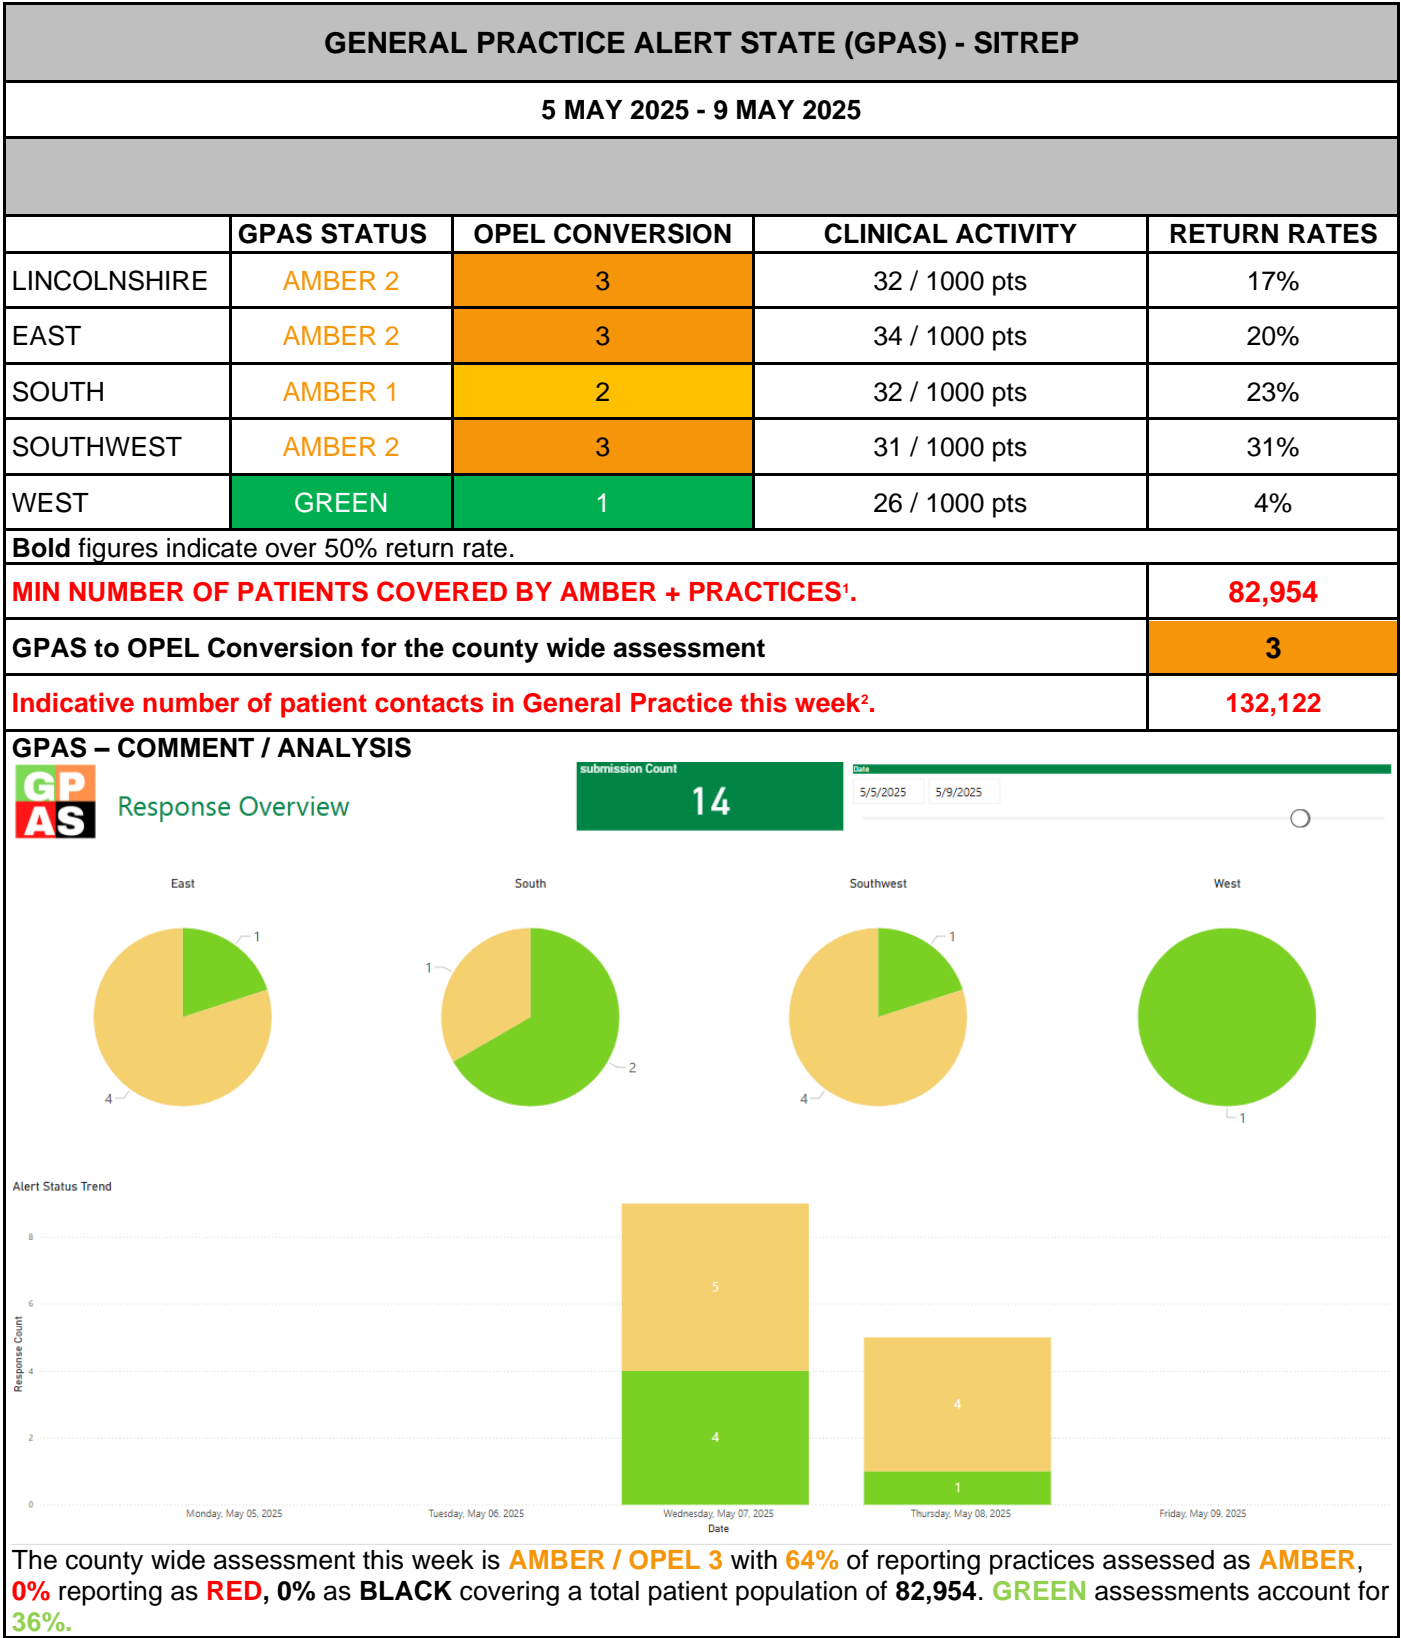 GENERAL PRACTICE ALERT STATE (GPAS) - SITREP
5 MAY 2025 - 9 MAY 2025
GPAS STATUS OPEL CONVERSION CLINICAL ACTIVITY RETURN RATES
LINCOLNSHIRE AMBER 2 3 32 / 1000 pts 17%
EAST AMBER 2 3 34 / 1000 pts 20%
SOUTH AMBER 1 2 32 / 1000 pts 23%
SOUTHWEST AMBER 2 3 31 / 1000 pts 31%
WEST GREEN 1 26 / 1000 pts 4%
Bold figures indicate over 50% return rate.
MIN NUMBER OF PATIENTS COVERED BY AMBER + PRACTICES¹. 82,954
GPAS to OPEL Conversion for the county wide assessment 3
Indicative number of patient contacts in General Practice this week². 132,122
GPAS – COMMENT / ANALYSIS
GP
AS
Response Overview
submission Count
14
Date
5/5/2025 5/9/2025
East South Southwest West
1
4
1
2
1
4
1
Alert Status Trend
Response Count
8
6
4
2
0
5
4
4
1
Monday, May 05, 2025 Tuesday, May 06, 2025 Wednesday, May 07, 2025 Thursday, May 08, 2025 Friday, May 09, 2025
Date
The county wide assessment this week is AMBER / OPEL 3 with 64% of reporting practices assessed as AMBER,
0% reporting as RED, 0% as BLACK covering a total patient population of 82,954. GREEN assessments account for
36%.